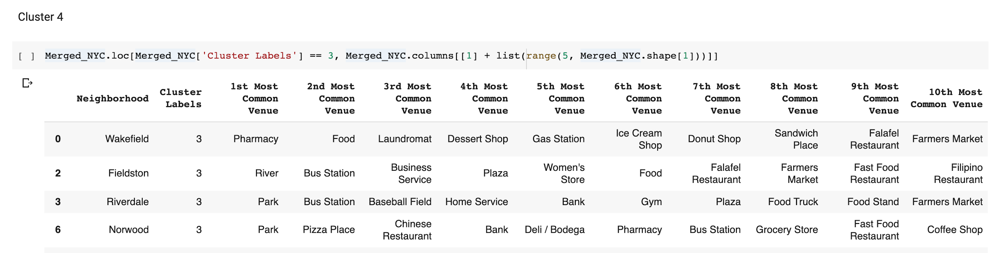 Cluster 4
[ ] Merged_NYC.loc[Merged_NYC['Cluster Labels'] == 3, Merged_NYC.columns[[1] + list(range(5, Merged_NYC.shape[1]))]]
Neighborhood Cluster Labels 1st Most Common Venue 2nd Most Common Venue 3rd Most Common Venue 4th Most Common Venue 5th Most Common Venue 6th Most Common Venue 7th Most Common Venue 8th Most Common Venue 9th Most Common Venue 10th Most Common Venue
0 Wakefield 3 Pharmacy Food Laundromat Dessert Shop Gas Station Ice Cream Shop Donut Shop Sandwich Place Falafel Restaurant Farmers Market
2 Fieldston 3 River Bus Station Business Service Plaza Women's Store Food Falafel Restaurant Farmers Market Fast Food Restaurant Filipino Restaurant
3 Riverdale 3 Park Bus Station Baseball Field Home Service Bank Gym Plaza Food Truck Food Stand Farmers Market
6 Norwood 3 Park Pizza Place Chinese Restaurant Bank Deli / Bodega Pharmacy Bus Station Grocery Store Fast Food Restaurant Coffee Shop